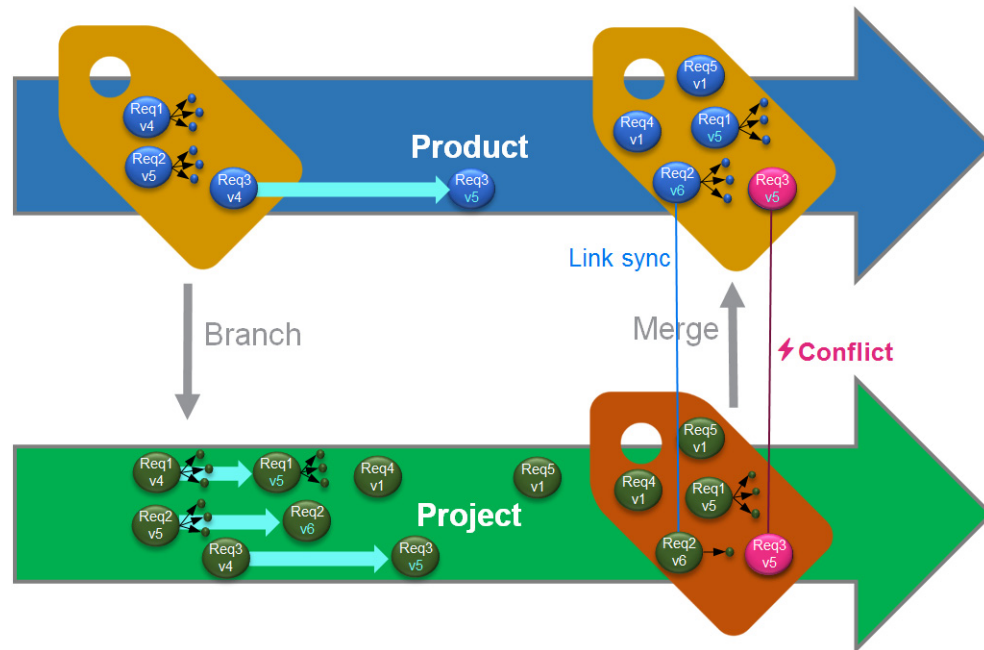 Req5
v1
Req1
v4
Req4
v1
Req1
v5
Product
Req2
v5
Req3
v4
Req3
v5
Req2
v6
Req3
v5
Link sync
Branch
Merge
Conflict
Req1
v4
Req1
v5
Req4
v1
Req5
v1
Req5
v1
Req4
v1
Req1
v5
Req2
v5
Req2
v6
Project
Req3
v4
Req3
v5
Req2
v6
Req3
v5